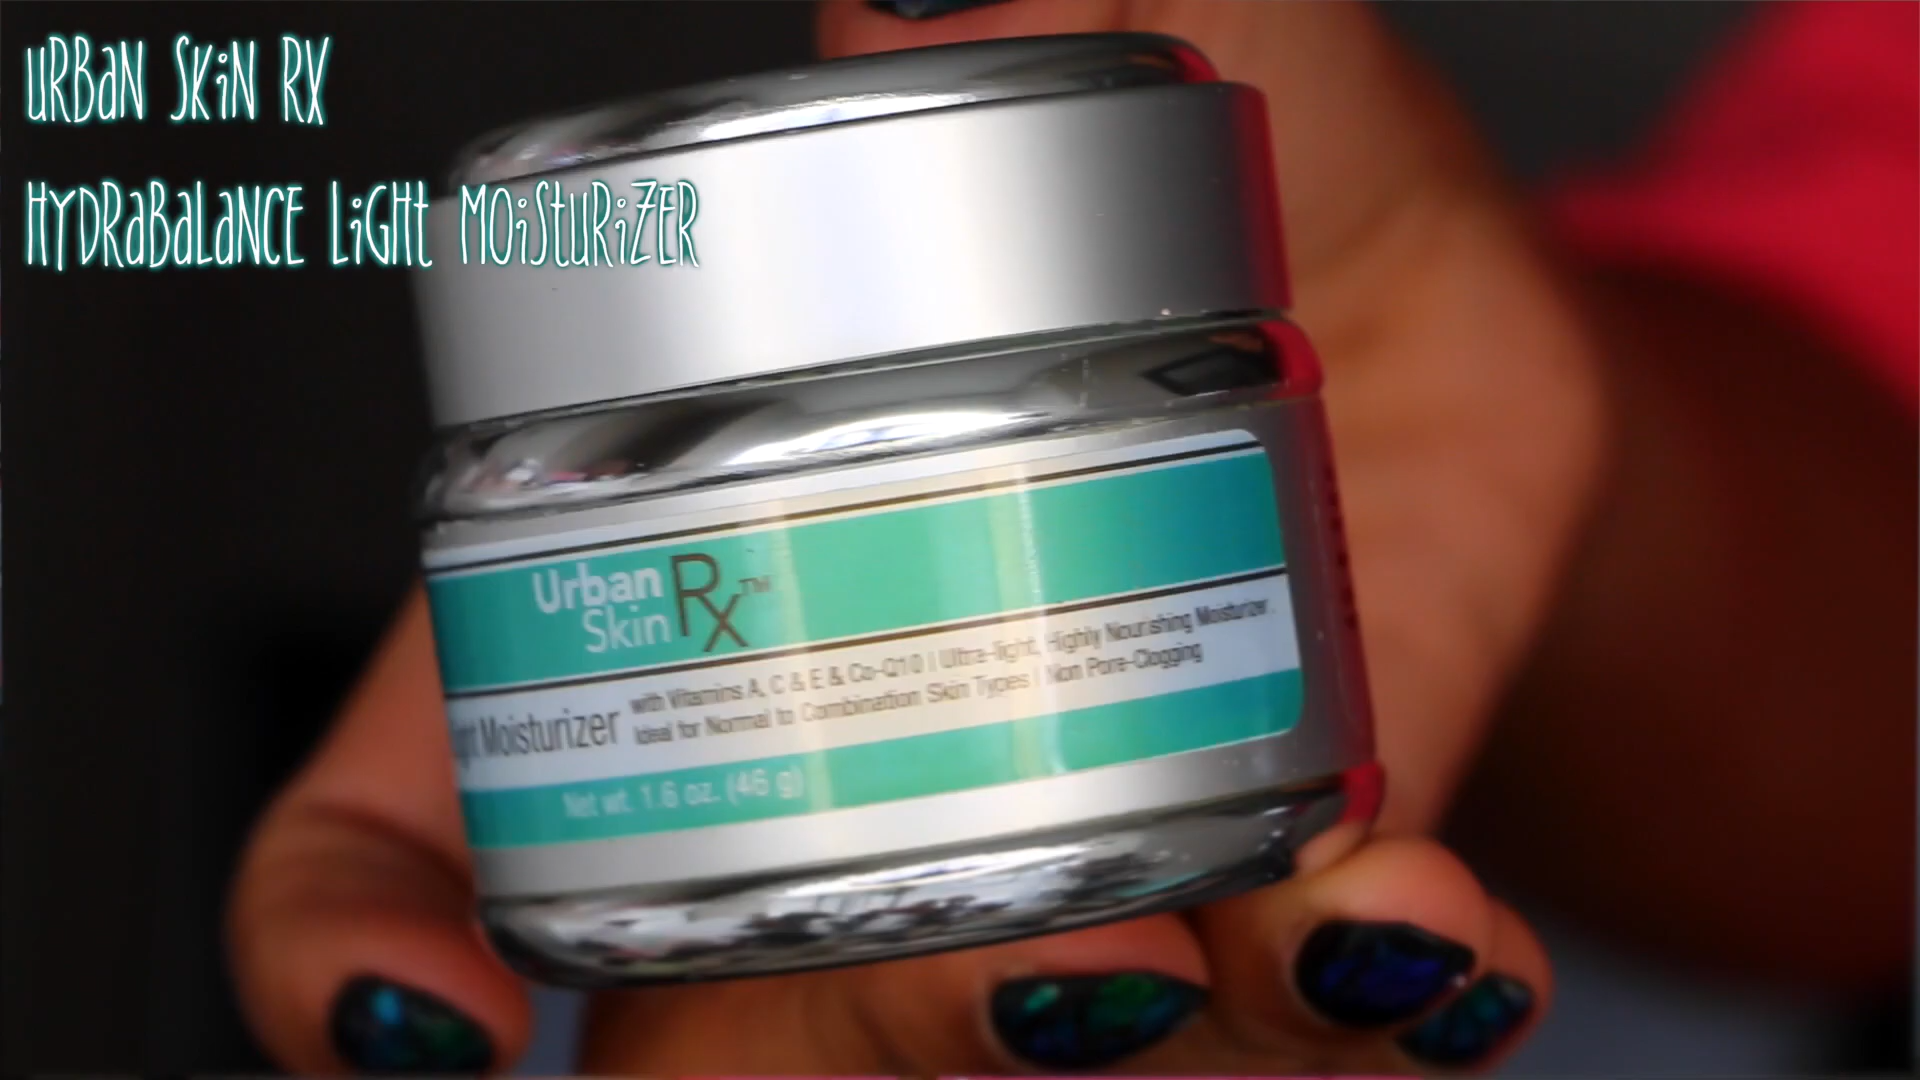 URBAN SKIN RX
HYDRABALANCE LIGHT MOISTURIZER
Urban
Skin
Rx™
Moisturizer
with Vitamins A, C & E & Co-Q10 | Ultra-light, Highly Nourishing Moisturizer.
Ideal for Normal to Combination Skin Types | Non Pore-Clogging
Net wt. 1.6 oz. (46 g)